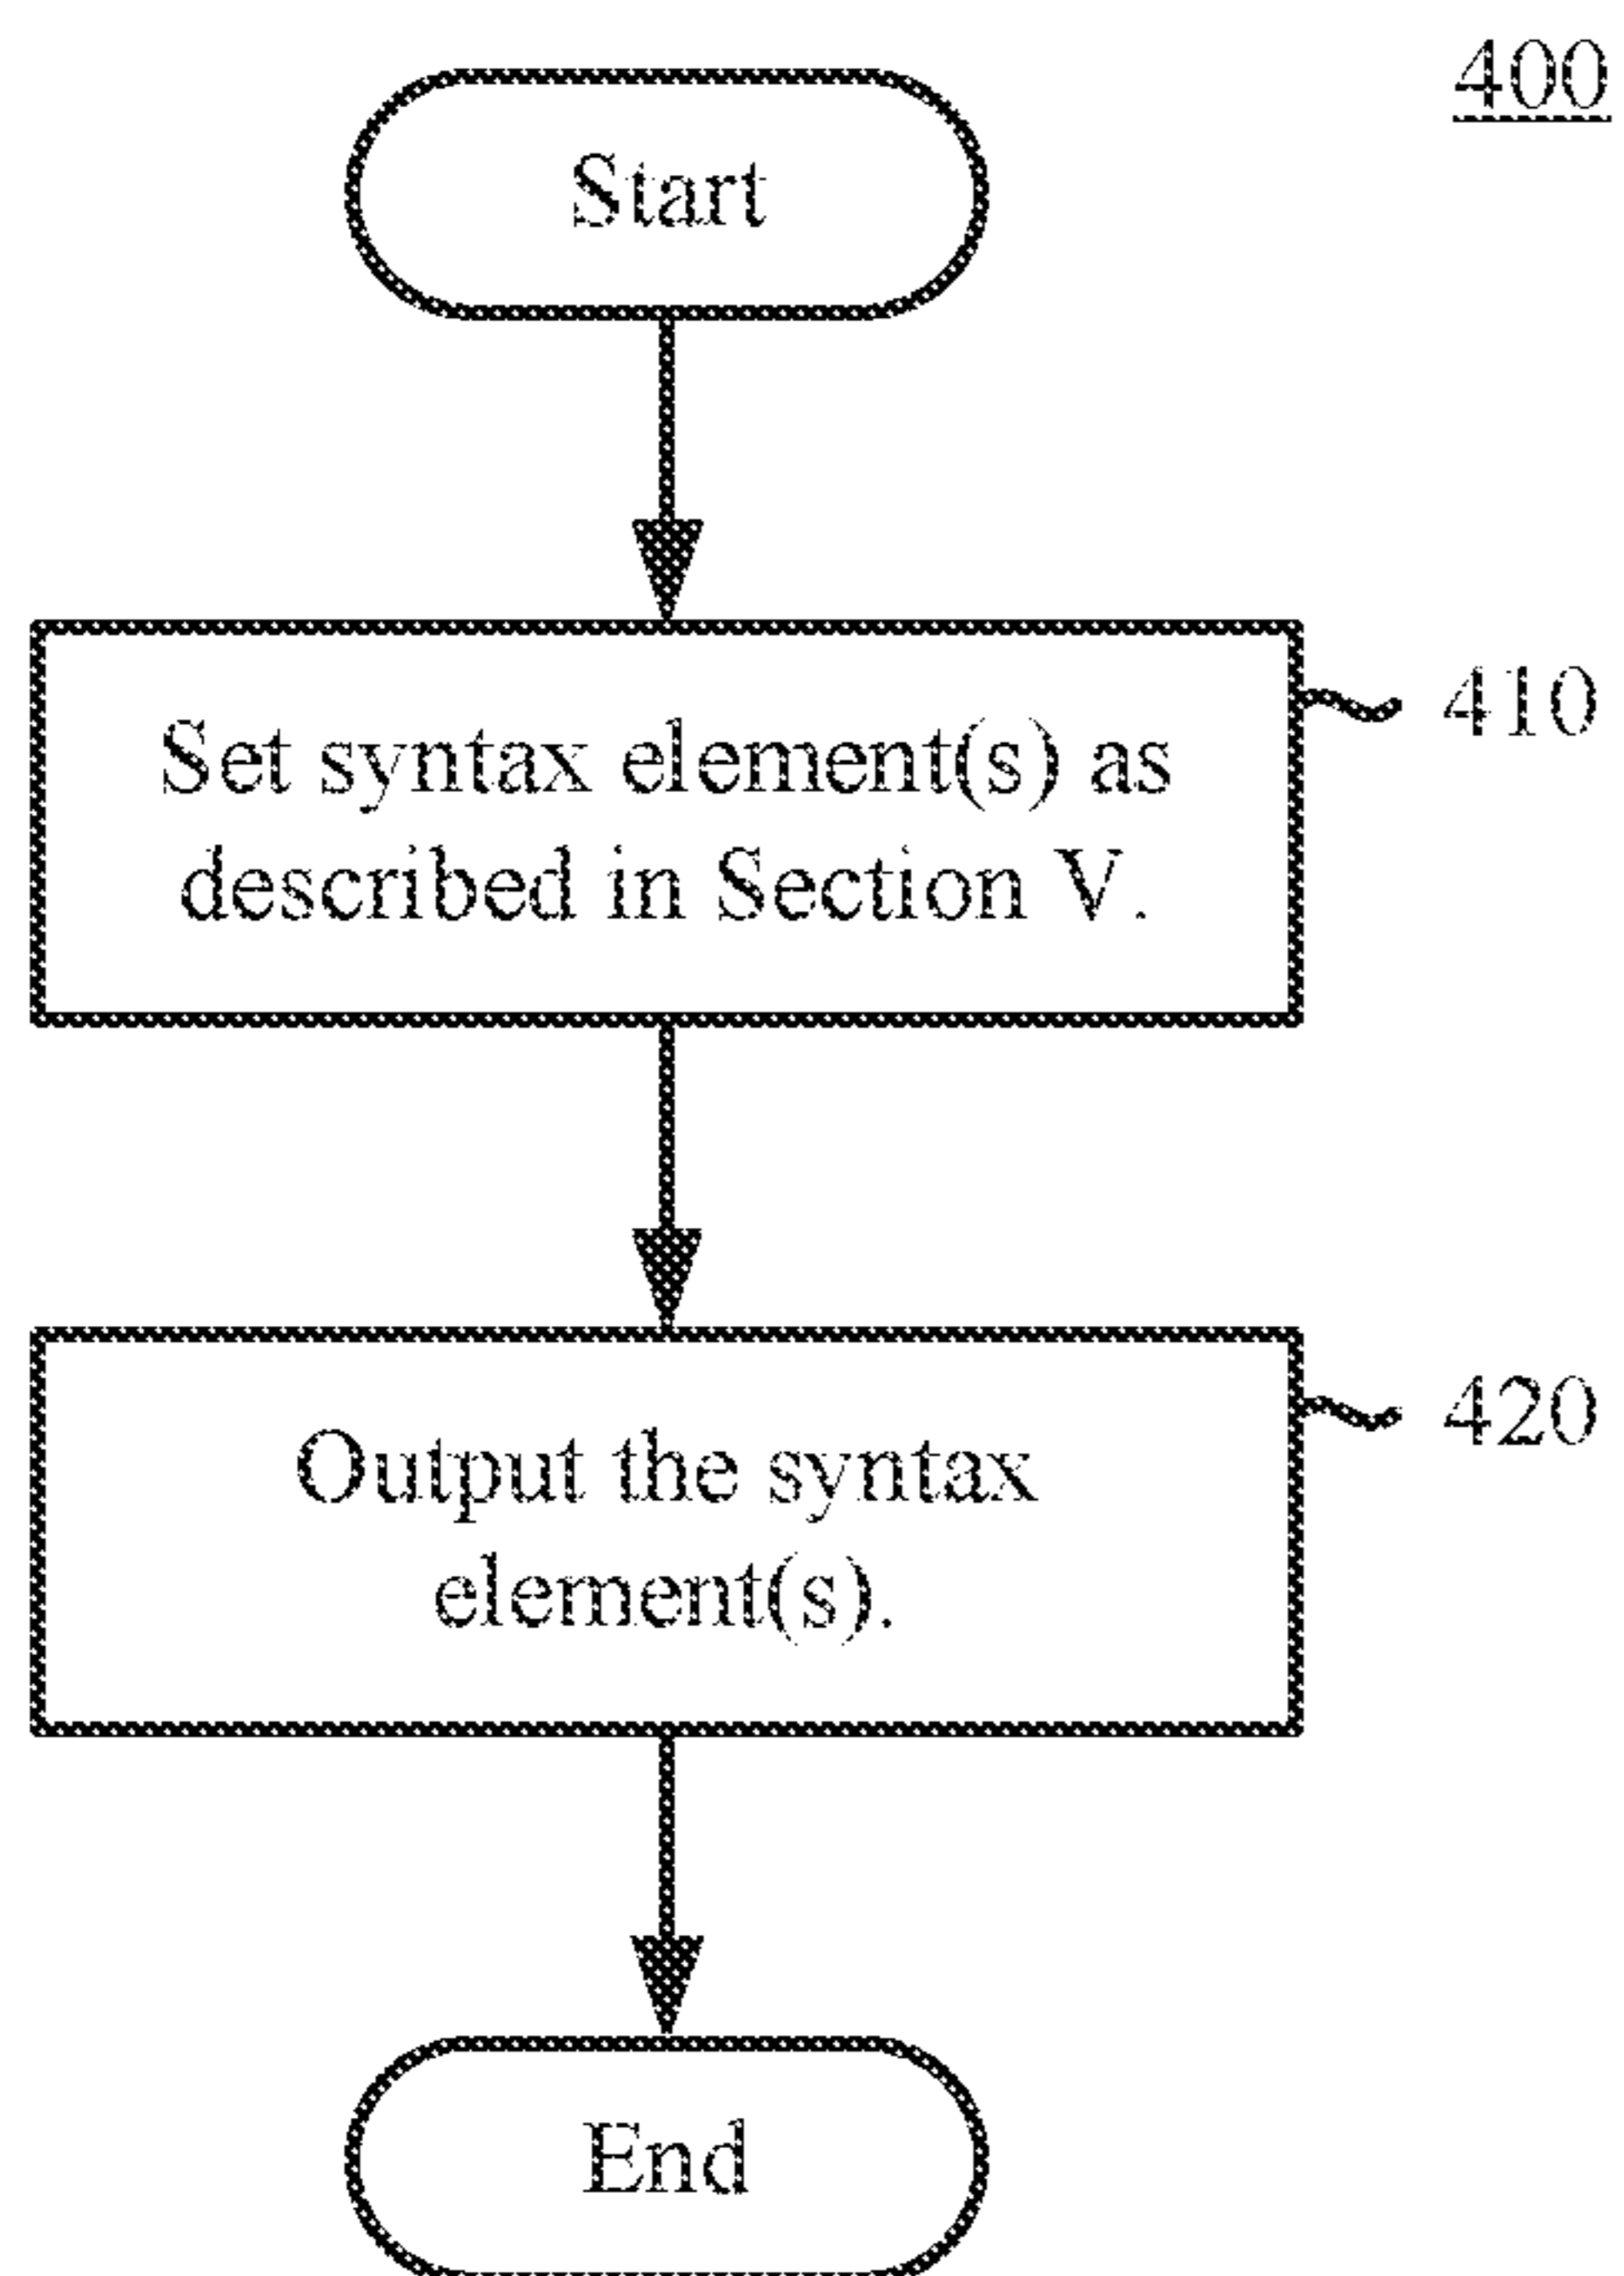 400
Start
Set syntax element(s) as
described in Section V.
410
Output the syntax
element(s).
420
End